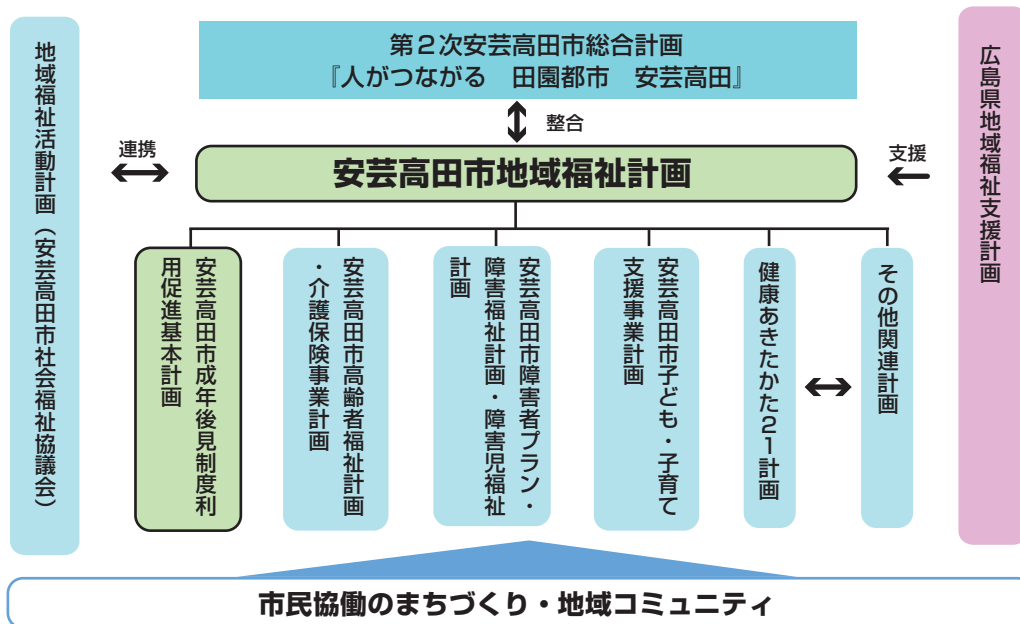 第2次安芸高田市総合計画
『人がつながる　田園都市　安芸高田』
整合
地域福祉活動計画（安芸高田市社会福祉協議会）
連携
安芸高田市地域福祉計画
支援
広島県地域福祉支援計画
安芸高田市成年後見制度利
用促進基本計画
安芸高田市高齢者福祉計画
・介護保険事業計画
安芸高田市障害者プラン・
障害福祉計画・障害児福祉
計画
安芸高田市子ども・子育て
支援事業計画
健康あきたかた21計画
その他関連計画
市民協働のまちづくり・地域コミュニティ